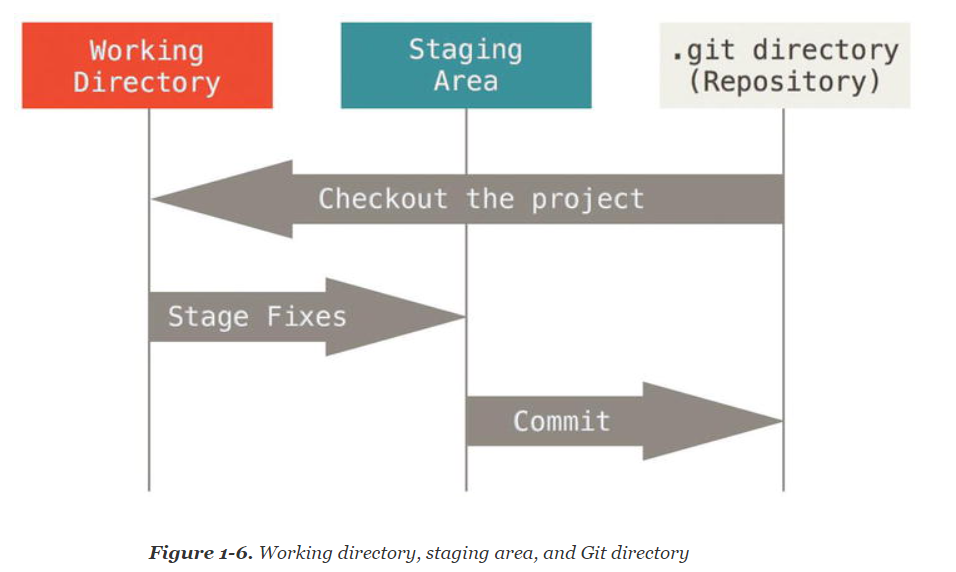 Working
Directory
Staging
Area
.git directory
(Repository)
Checkout the project
Stage Fixes
Commit
Figure 1-6. Working directory, staging area, and Git directory